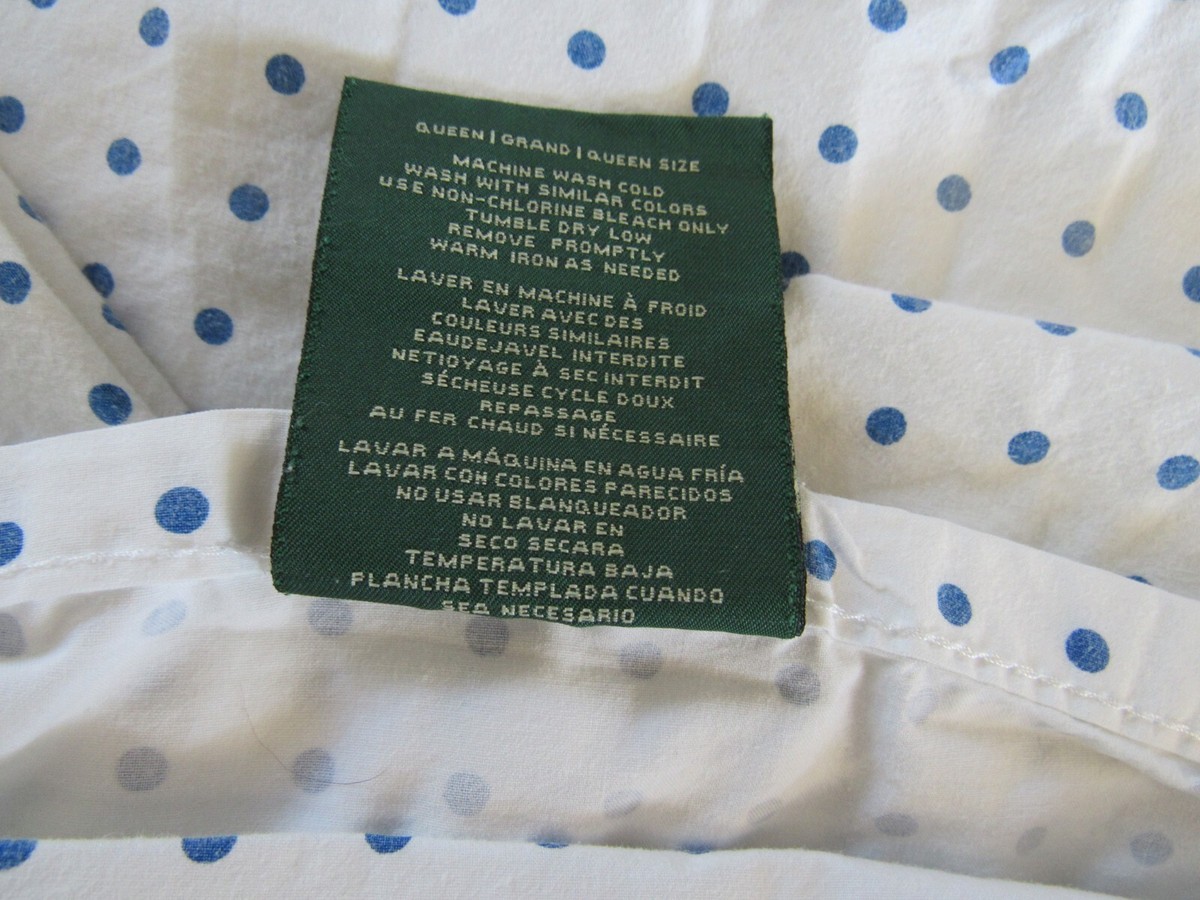 QUEEN | GRAND | QUEEN SIZE
MACHINE WASH COLD
WASH WITH SIMILAR COLORS
USE NON-CHLORINE BLEACH ONLY
TUMBLE DRY LOW
REMOVE PROMPTLY
WARM IRON AS NEEDED
LAVER EN MACHINE À FROID
LAVER AVEC DES
COULEURS SIMILAIRES
EAUDEJAVEL INTERDITE
NETIOYAGE À SEC INTERDIT
SÉCHEUSE CYCLE DOUX
REPASSAGE
AU FER CHAUD SI NÉCESSAIRE
LAVAR A MÁQUINA EN AGUA FRÍA
LAVAR CON COLORES PARECIDOS
NO USAR BLANQUEADOR
NO LAVAR EN
SECO SECARA
TEMPERATURA BAJA
PLANCHA TEMPLADA CUANDO
SEA NECESARIO